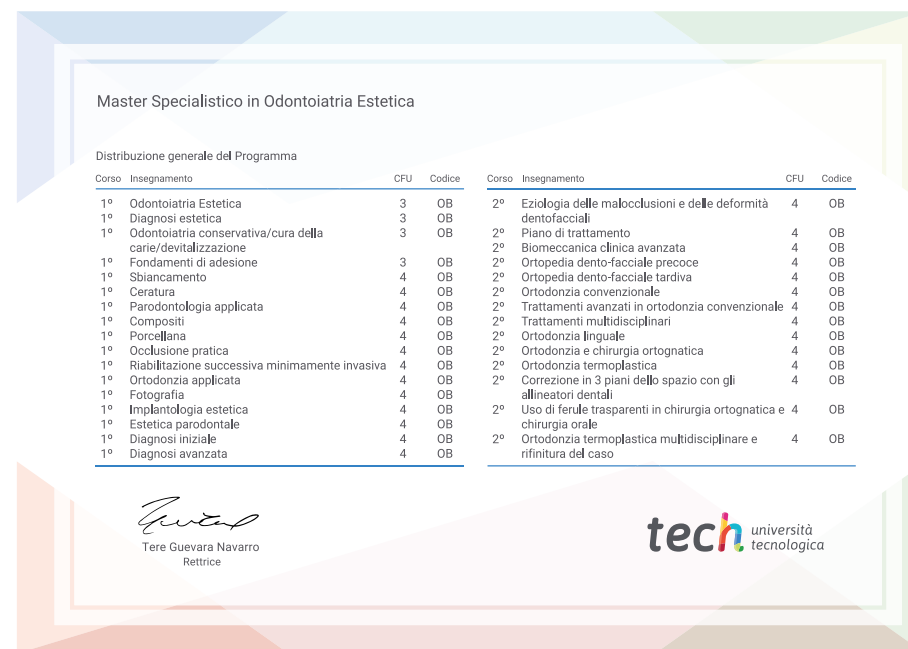 Master Specialistico in Odontoiatria Estetica
Distribuzione generale del Programma
Corso Insegnamento CFU Codice
1º Odontoiatria Estetica 3 OB
1º Diagnosi estetica 3 OB
1º Odontoiatria conservativa/cura della 3 OB
carie/devitalizzazione
1º Fondamenti di adesione 3 OB
1º Sbiancamento 4 OB
1º Ceratura 4 OB
1º Parodontologia applicata 4 OB
1º Compositi 4 OB
1º Porcellana 4 OB
1º Occlusione pratica 4 OB
1º Riabilitazione successiva minimamente invasiva 4 OB
1º Ortodonzia applicata 4 OB
1º Fotografia 4 OB
1º Implantologia estetica 4 OB
1º Estetica parodontale 4 OB
1º Diagnosi iniziale 4 OB
1º Diagnosi avanzata 4 OB
Corso Insegnamento CFU Codice
2º Eziologia delle malocclusioni e delle deformità 4 OB
dentofacciali
2º Piano di trattamento 4 OB
2º Biomeccanica clinica avanzata 4 OB
2º Ortopedia dento-facciale precoce 4 OB
2º Ortopedia dento-facciale tardiva 4 OB
2º Ortodonzia convenzionale 4 OB
2º Trattamenti avanzati in ortodonzia convenzionale 4 OB
2º Trattamenti multidisciplinari 4 OB
2º Ortodonzia linguale 4 OB
2º Ortodonzia e chirurgia ortognatica 4 OB
2º Ortodonzia termoplastica 4 OB
2º Correzione in 3 piani dello spazio con gli 4 OB
allineatori dentali
2º Uso di ferule trasparenti in chirurgia ortognatica e 4 OB
chirurgia orale
2º Ortodonzia termoplastica multidisciplinare e 4 OB
rifinitura del caso
Tere Guevara Navarro
Rettrice
tech università
tecnologica